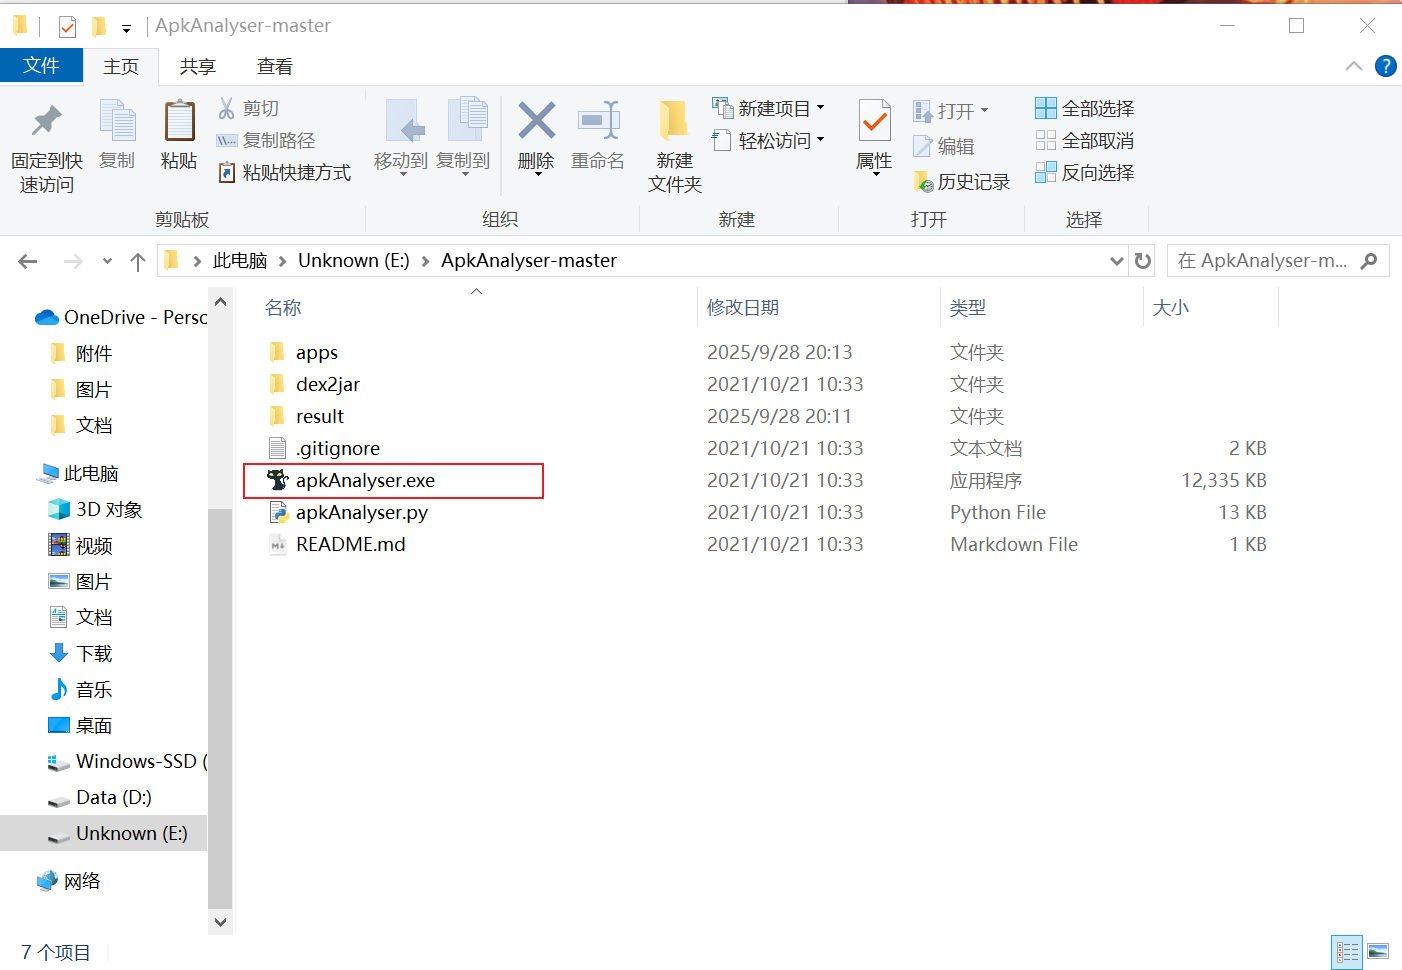 ApkAnalyser-master
文件 主页 共享 查看
固定到快速访问
复制
粘贴
剪切
复制路径
粘贴快捷方式
剪贴板
移动到
复制到
删除
重命名
组织
新建
文件夹
新建项目
轻松访问
新建
属性
打开
编辑
历史记录
打开
全部选择
全部取消
反向选择
选择
此电脑 > Unknown (E:) > ApkAnalyser-master
在 ApkAnalyser-m...
OneDrive - Perso
附件
图片
文档
此电脑
3D 对象
视频
图片
文档
下载
音乐
桌面
Windows-SSD (
Data (D:)
Unknown (E:)
网络
名称 修改日期 类型 大小
apps 2025/9/28 20:13 文件夹
dex2jar 2021/10/21 10:33 文件夹
result 2025/9/28 20:11 文件夹
.gitignore 2021/10/21 10:33 文本文档 2 KB
apkAnalyser.exe 2021/10/21 10:33 应用程序 12,335 KB
apkAnalyser.py 2021/10/21 10:33 Python File 13 KB
README.md 2021/10/21 10:33 Markdown File 1 KB
7 个项目